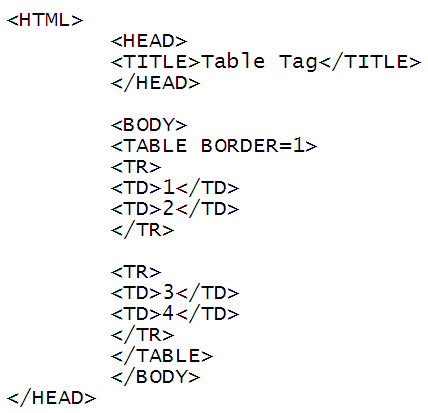 <HTML>
<HEAD>
<TITLE>Table Tag</TITLE>
</HEAD>
<BODY>
<TABLE BORDER=1>
<TR>
<TD>1</TD>
<TD>2</TD>
</TR>
<TR>
<TD>3</TD>
<TD>4</TD>
</TR>
</TABLE>
</BODY>
</HEAD>